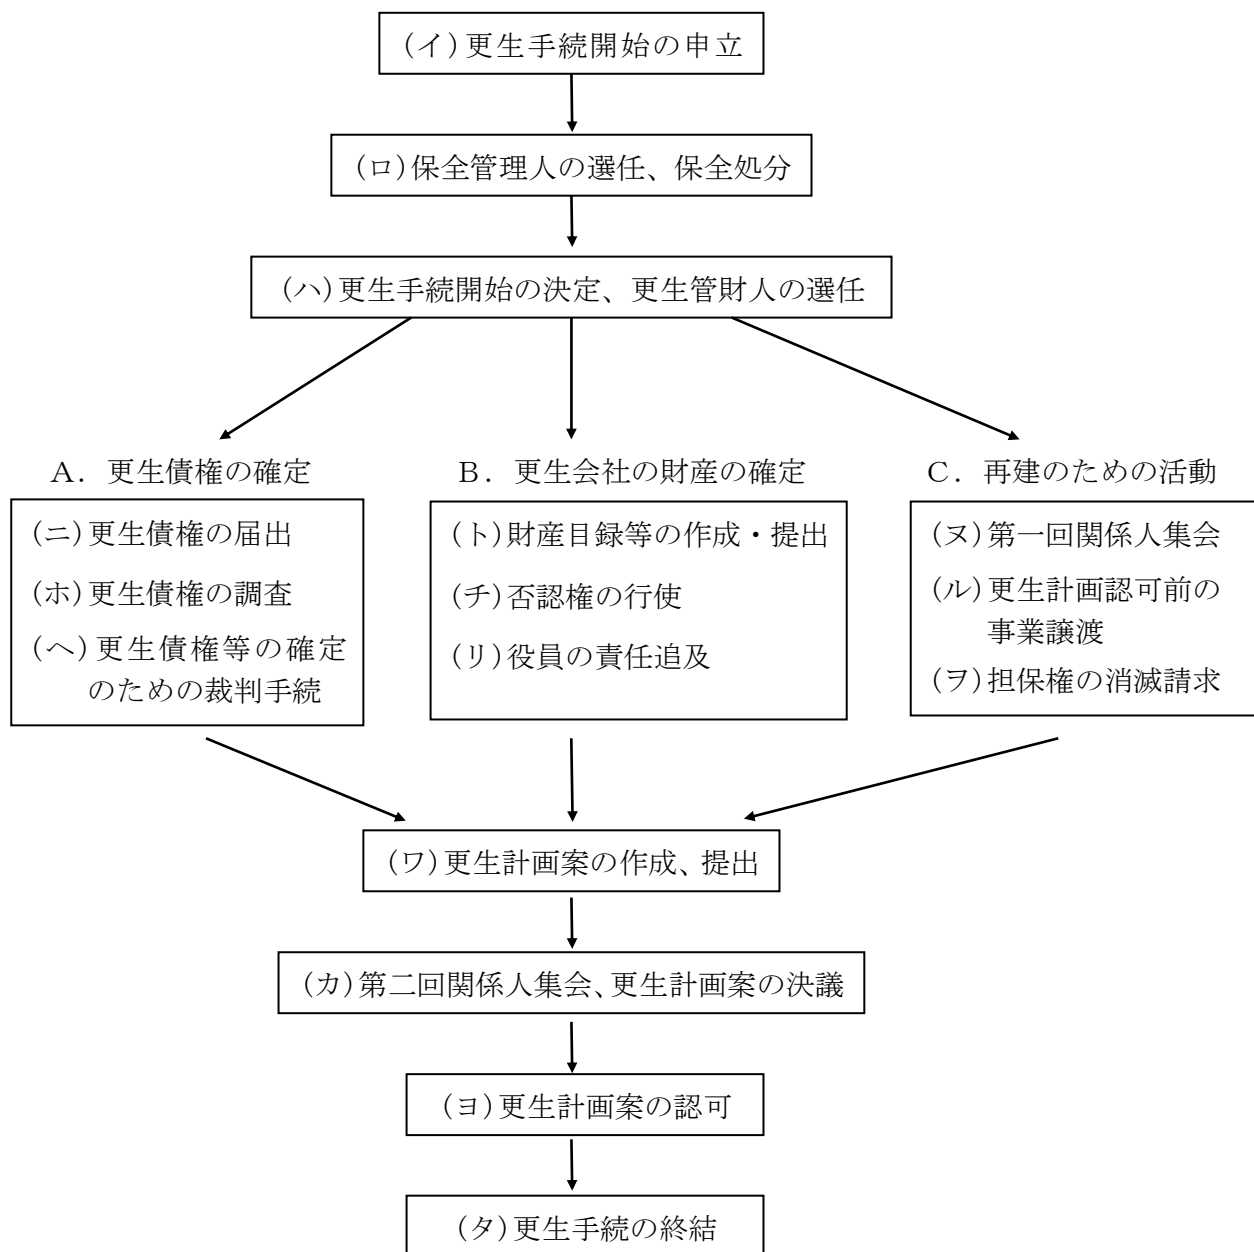 (イ)更生手続開始の申立
(ロ)保全管理人の選任、保全処分
(ハ)更生手続開始の決定、更生管財人の選任
A．更生債権の確定
(ニ)更生債権の届出
(ホ)更生債権の調査
(ヘ)更生債権等の確定
のための裁判手続
B．更生会社の財産の確定
(ト)財産目録等の作成・提出
(チ)否認権の行使
(リ)役員の責任追及
C．再建のための活動
(ヌ)第一回関係人集会
(ル)更生計画認可前の
事業譲渡
(ヲ)担保権の消滅請求
(ワ)更生計画案の作成、提出
(カ)第二回関係人集会、更生計画案の決議
(ヨ)更生計画案の認可
(タ)更生手続の終結